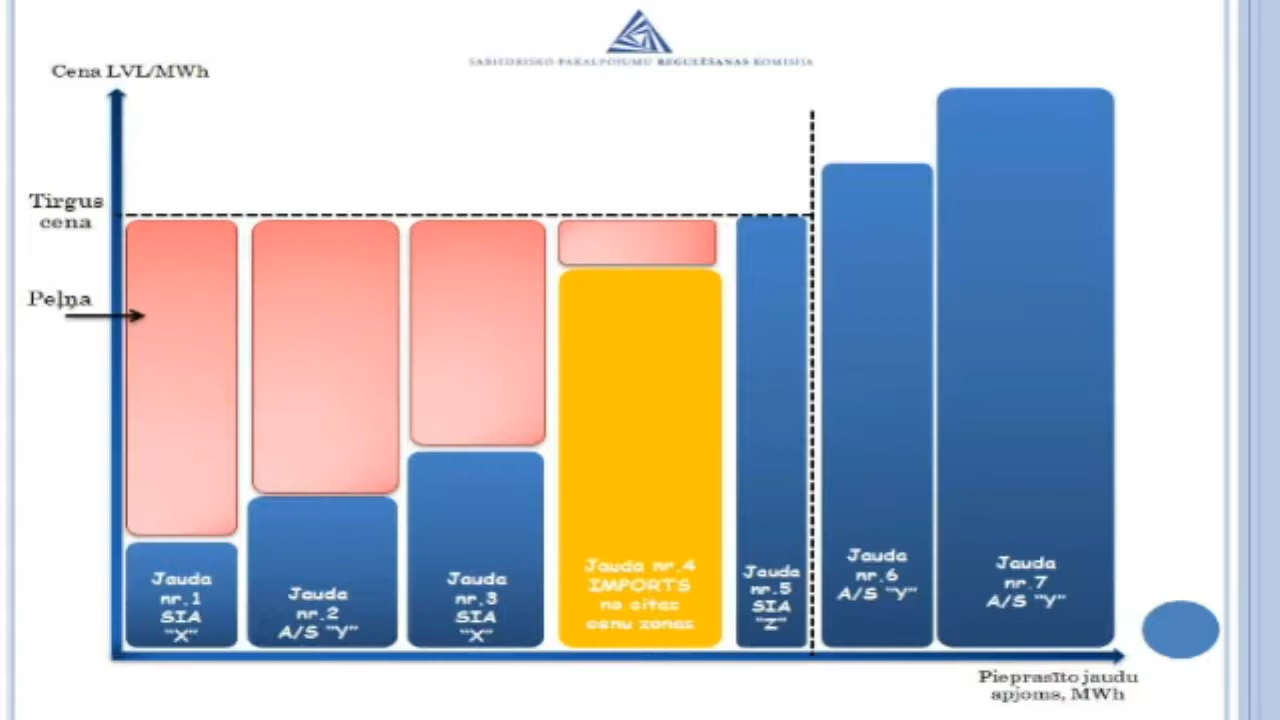 SABIEDRISKO PAKALPOJUMU REGULĒŠANAS KOMISIJA
Cena LVL/MWh
Tirgus
cena
Peļņa
Jauda
nr.1
SIA
"X"
Jauda
nr.2
A/S "Y"
Jauda
nr.3
SIA
"X"
Jauda nr.4
IMPORTS
no citas
cenu zonas
Jauda
nr.5
SIA
"Z"
Jauda
nr.6
A/S "Y"
Jauda
nr.7
A/S "Y"
Pieprasīto jaudu
apjoms, MWh